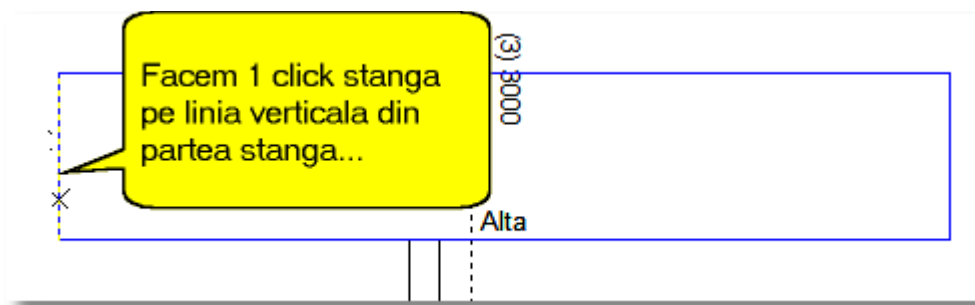 Facem 1 click stanga
pe linia verticala din
partea stanga...
(3) 3000
Alta